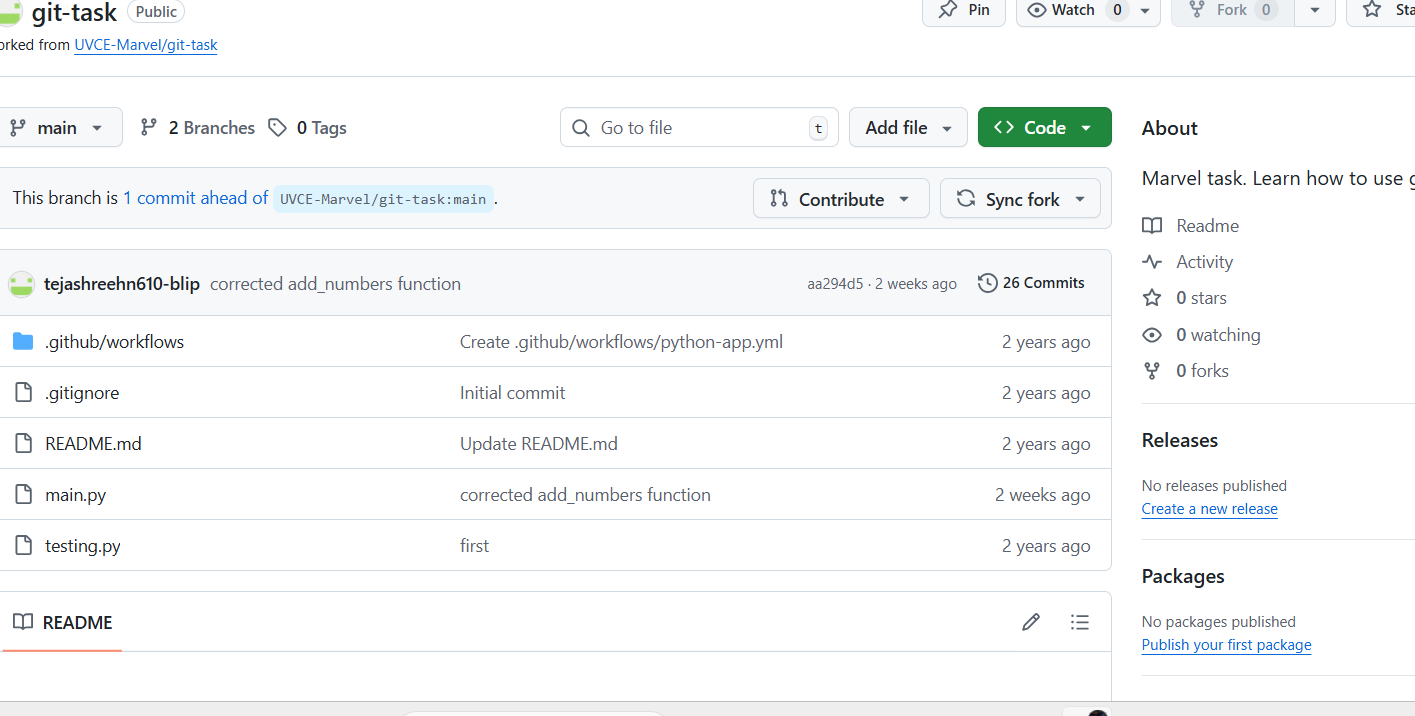 git-task Public Pin Watch 0 Fork 0
forked from UVCE-Marvel/git-task
main 2 Branches 0 Tags Go to file t Add file Code
This branch is 1 commit ahead of UVCE-Marvel/git-task:main . Contribute Sync fork
tejashreehn610-blip corrected add_numbers function aa294d5 · 2 weeks ago 26 Commits
.github/workflows Create .github/workflows/python-app.yml 2 years ago
.gitignore Initial commit 2 years ago
README.md Update README.md 2 years ago
main.py corrected add_numbers function 2 weeks ago
testing.py first 2 years ago
README
About
Marvel task. Learn how to use
Readme
Activity
0 stars
0 watching
0 forks
Releases
No releases published
Create a new release
Packages
No packages published
Publish your first package